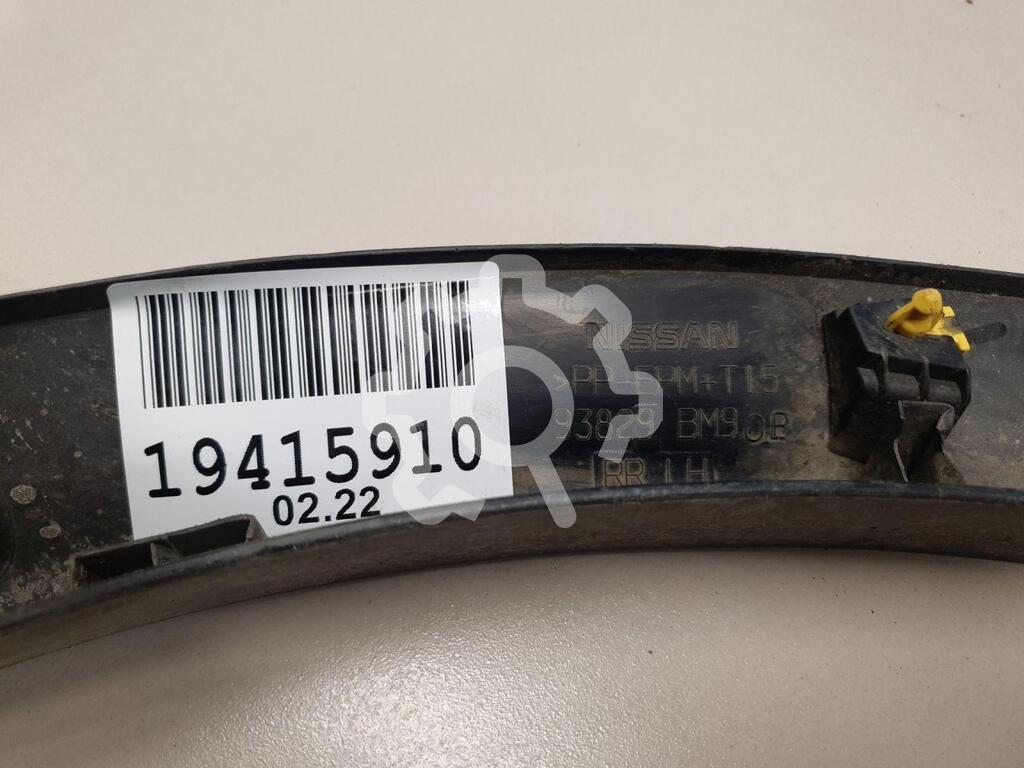 19415910
02.22
NISSAN
>PP-EPM+T15
93829 BM90B
RR LH